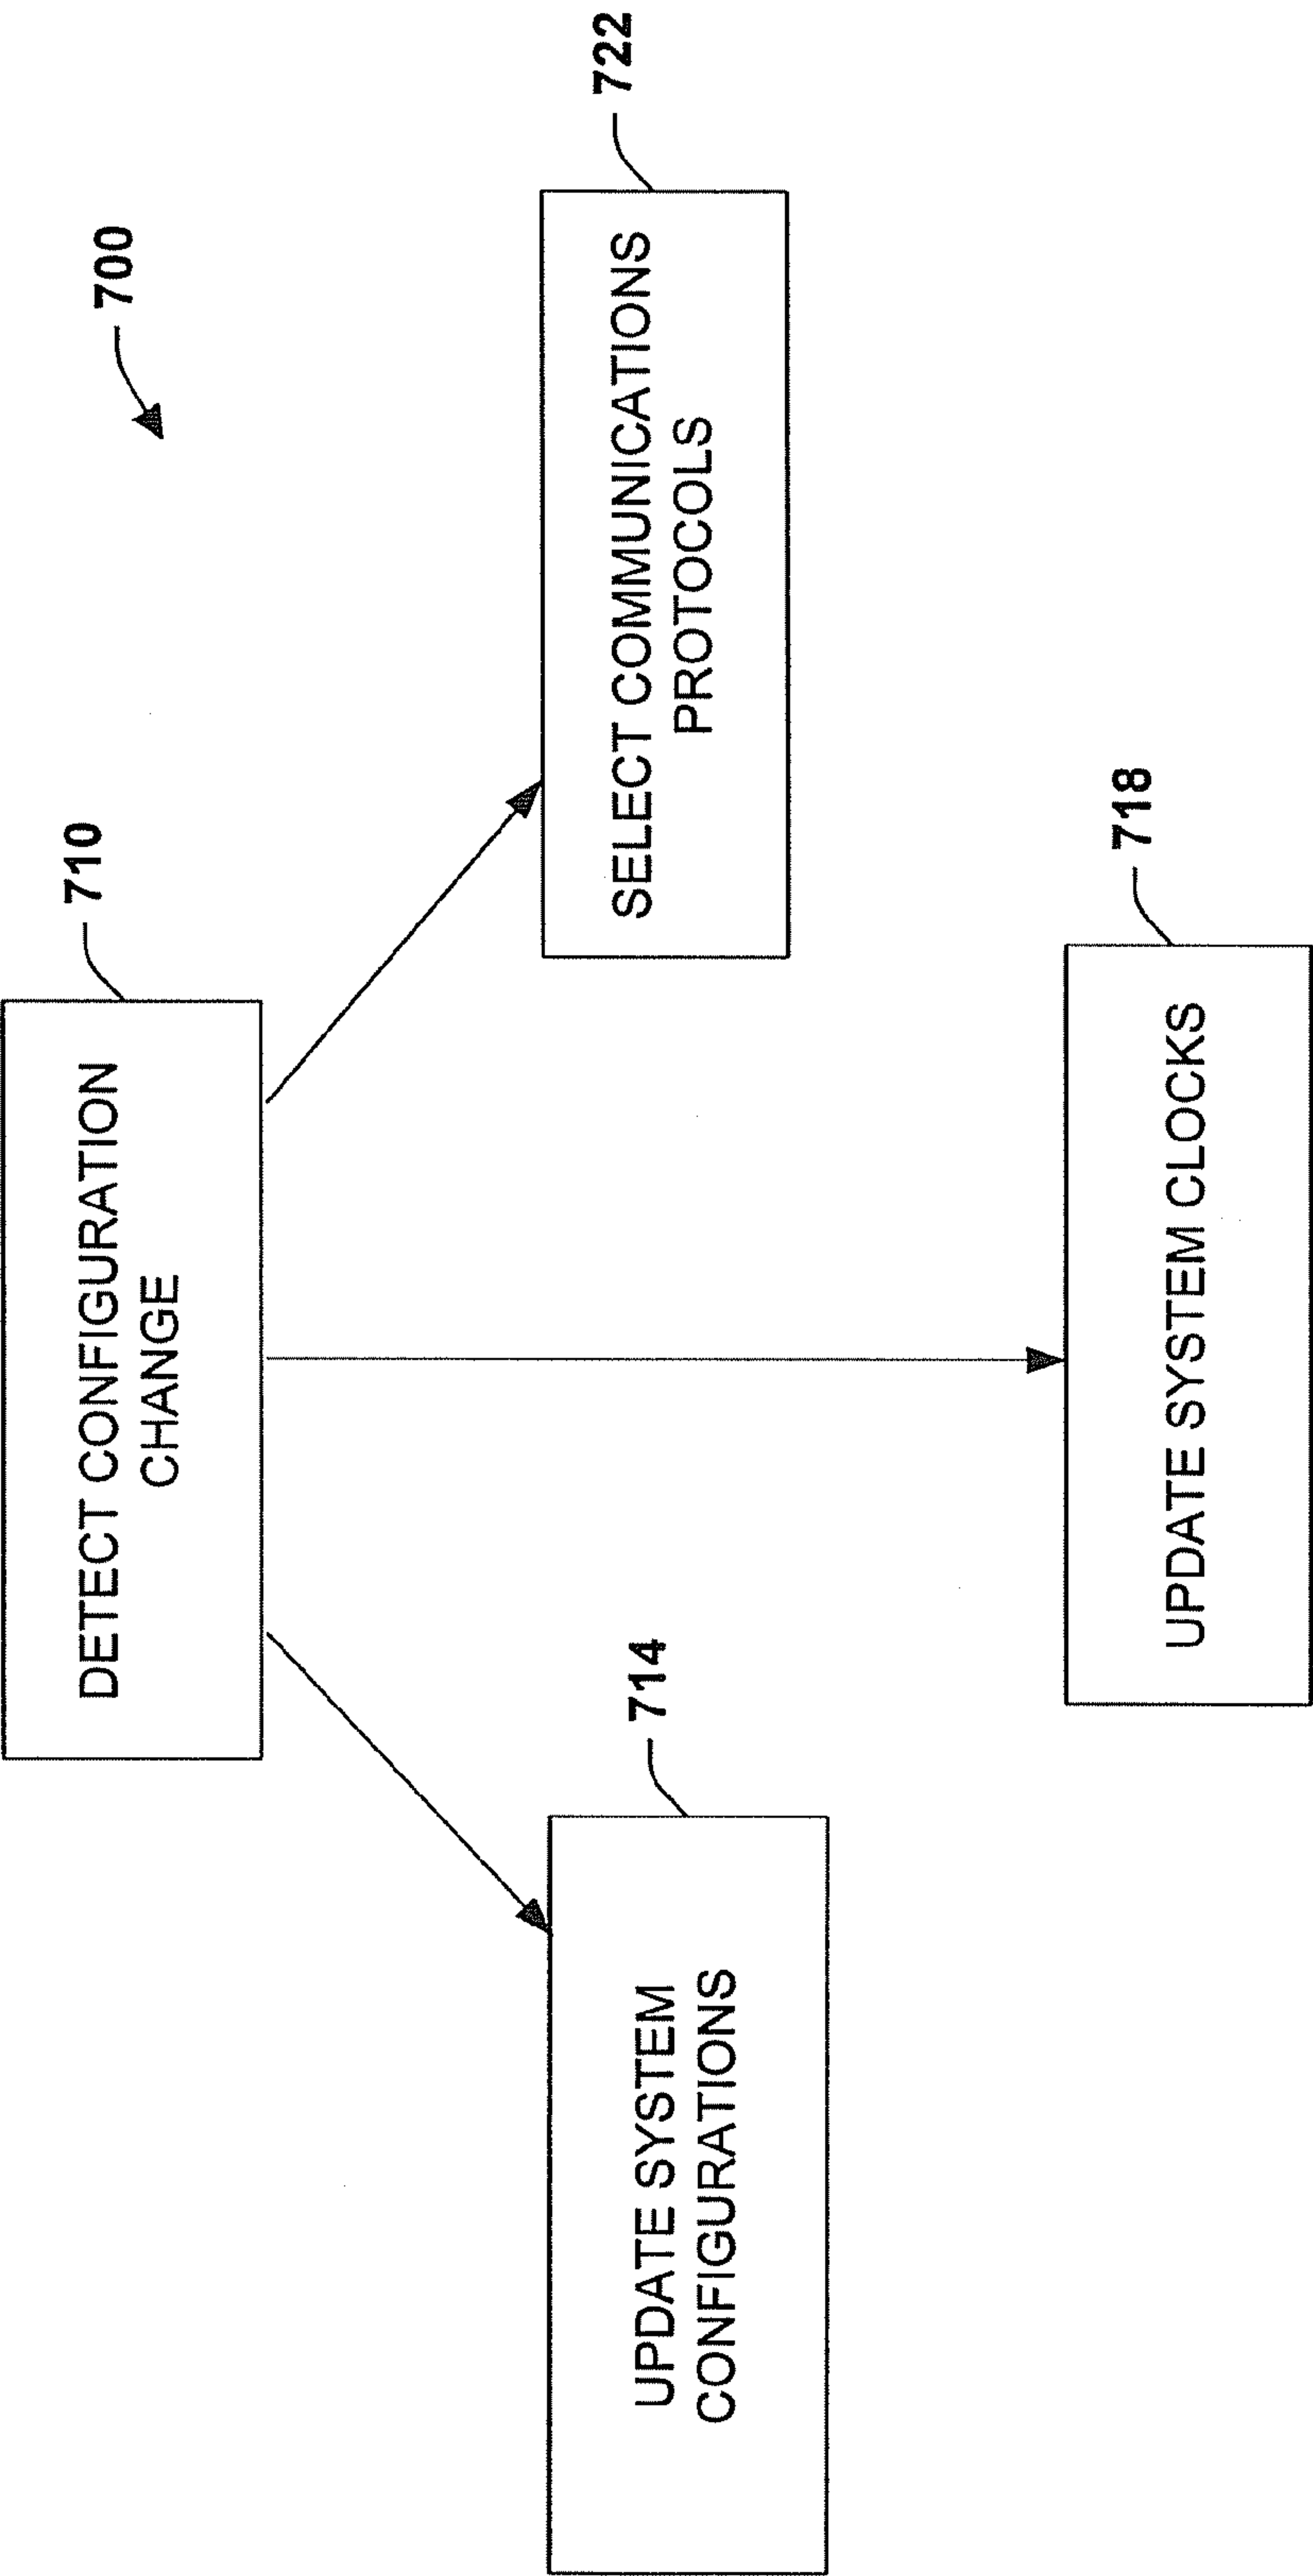 700
710
DETECT CONFIGURATION
CHANGE
722
SELECT COMMUNICATIONS
PROTOCOLS
714
UPDATE SYSTEM
CONFIGURATIONS
718
UPDATE SYSTEM CLOCKS